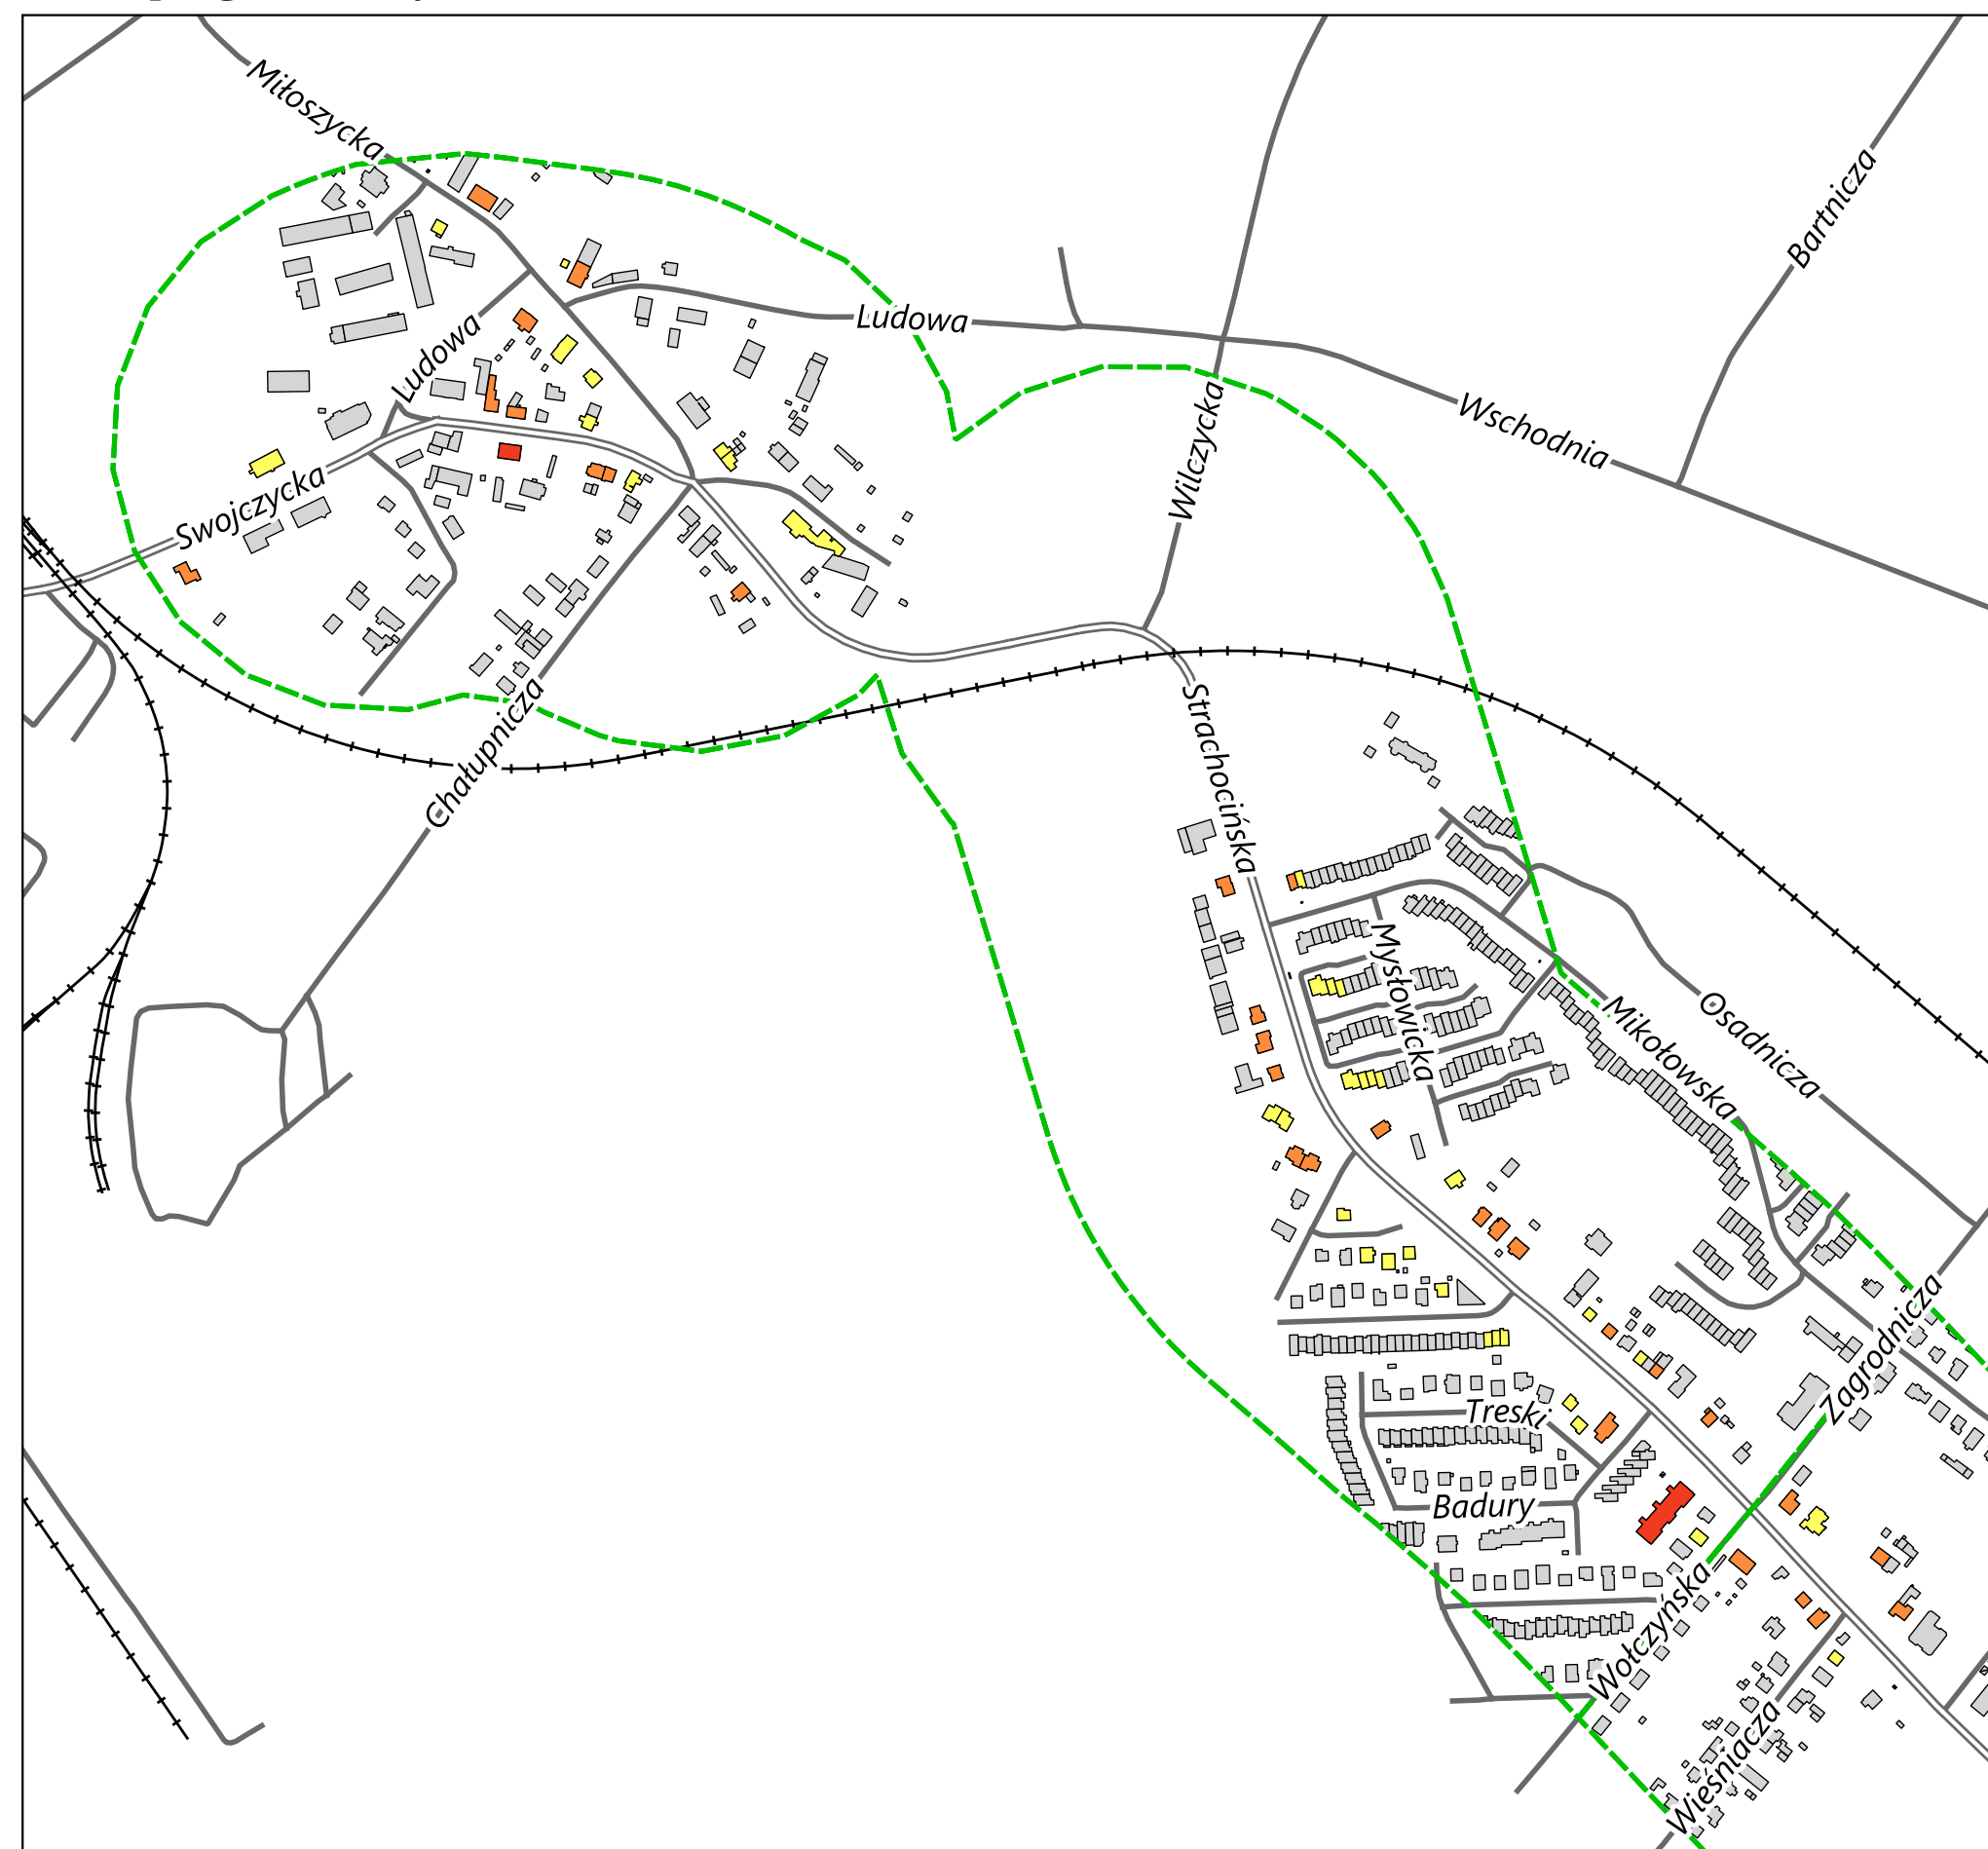 Miłoszycka
Bartnicza
Ludowa
Ludowa
Wilczycka
Wschodnia
Swojczycka
Chałupnicza
Strachocińska
Mysłowicka
Mikołowska
Osadnicza
Zagrodnicza
Treski
Badury
Wołczyńska
Wieśniacza